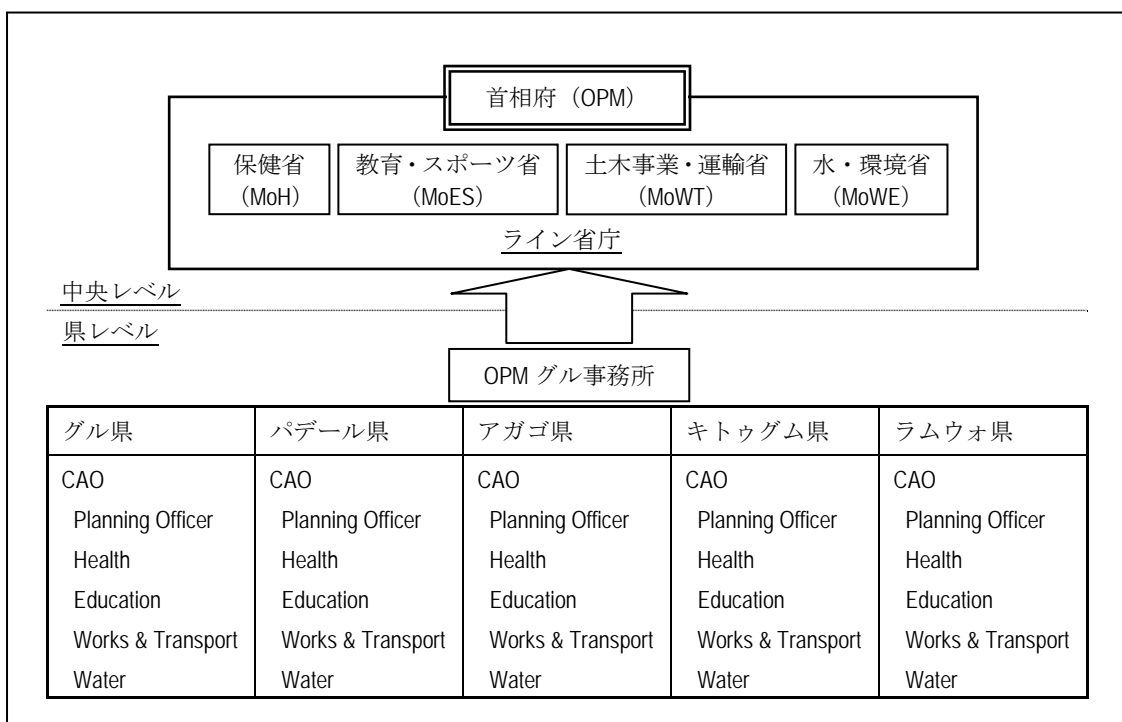 首相府（OPM）
保健省 教育・スポーツ省 土木事業・運輸省 水・環境省
(MoH) (MoES) (MoWT) (MoWE)
ライン省庁
中央レベル
県レベル
OPM グル事務所
グル県 パデール県 アガゴ県 キトゥグム県 ラムウォ県
CAO CAO CAO CAO CAO
Planning Officer Planning Officer Planning Officer Planning Officer Planning Officer
Health Health Health Health Health
Education Education Education Education Education
Works & Transport Works & Transport Works & Transport Works & Transport Works & Transport
Water Water Water Water Water